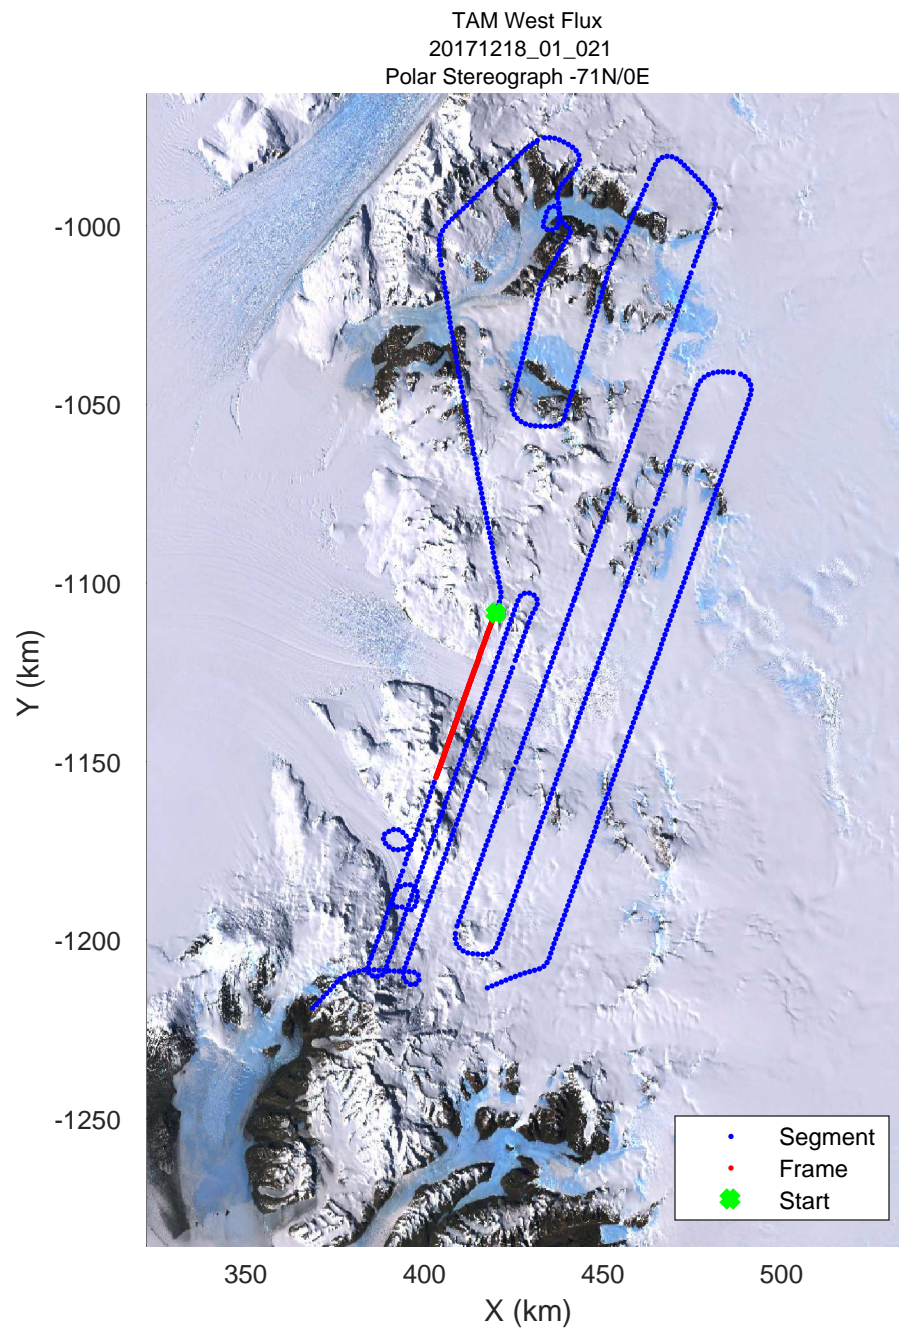 TAM West Flux
20171218_01_021
Polar Stereograph -71N/0E
-1000
-1050
-1100
-1150
-1200
-1250
Y (km)
350
400
450
500
X (km)
Segment
Frame
Start